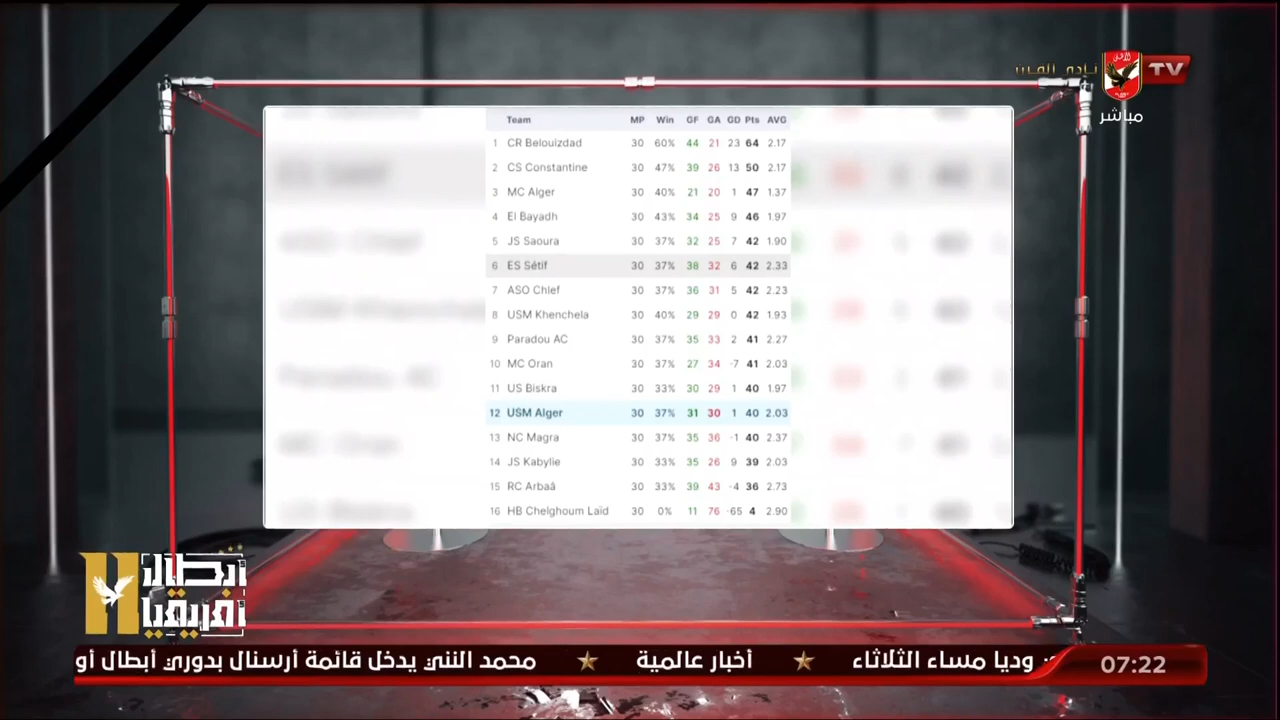 نادي القرن
TV
مباشر
Team MP Win GF GA GD Pts AVG
1 CR Belouizdad 30 60% 44 21 23 64 2.17
2 CS Constantine 30 47% 39 26 13 50 2.17
3 MC Alger 30 40% 21 20 1 47 1.37
4 El Bayadh 30 43% 34 25 9 46 1.97
5 JS Saoura 30 37% 32 25 7 42 1.90
6 ES Sétif 30 37% 38 32 6 42 2.33
7 ASO Chlef 30 37% 36 31 5 42 2.23
8 USM Khenchela 30 40% 29 29 0 42 1.93
9 Paradou AC 30 37% 35 33 2 41 2.27
10 MC Oran 30 37% 27 34 -7 41 2.03
11 US Biskra 30 33% 30 29 1 40 1.97
12 USM Alger 30 37% 31 30 1 40 2.03
13 NC Magra 30 37% 35 36 -1 40 2.37
14 JS Kabylie 30 33% 35 26 9 39 2.03
15 RC Arbaâ 30 33% 39 43 -4 36 2.73
16 HB Chelghoum Laïd 30 0% 11 76 -65 4 2.90
أبطال
أفريقيا
11
وديا مساء الثلاثاء ★ أخبار عالمية ★ محمد النني يدخل قائمة أرسنال بدوري أبطال أو
07:22